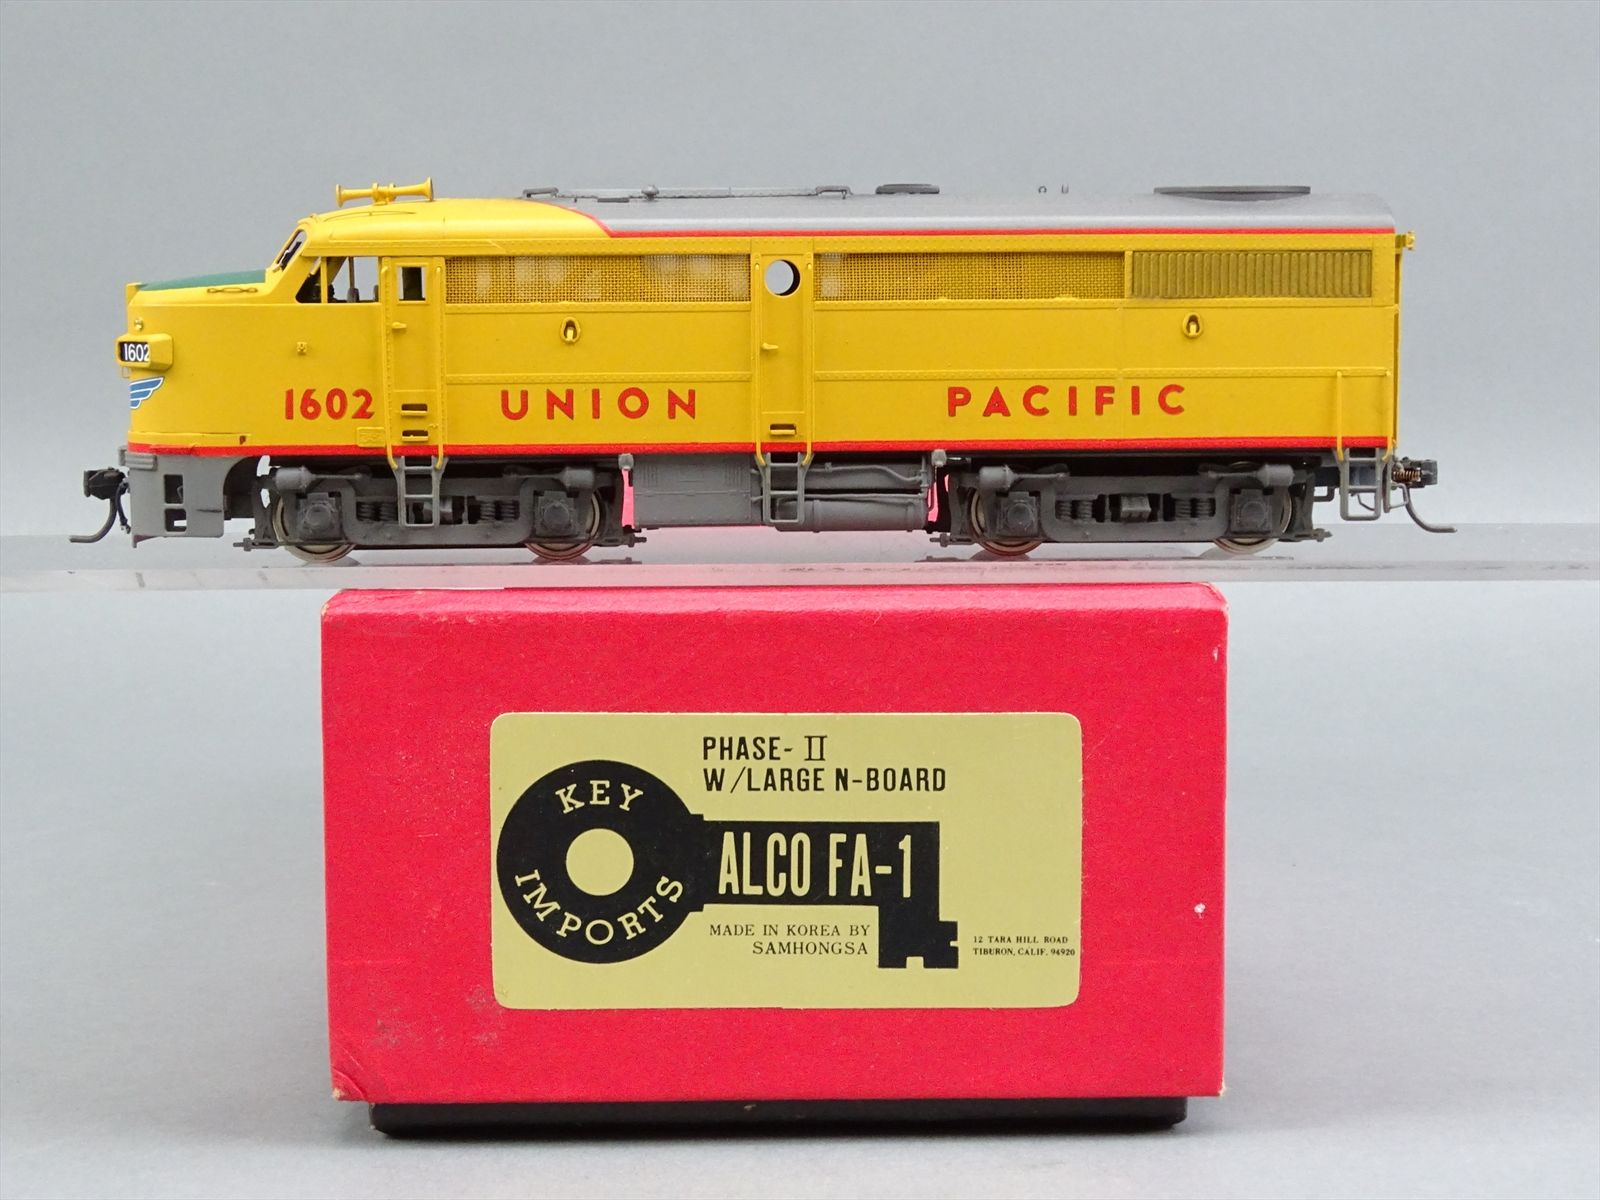 1602
1602 UNION PACIFIC
PHASE-II
W/LARGE N-BOARD
KEY
IMPORTS
ALCO FA-1
MADE IN KOREA BY
SAMHONGSA
12 TARA HILL ROAD
TIBURON, CALIF. 94920